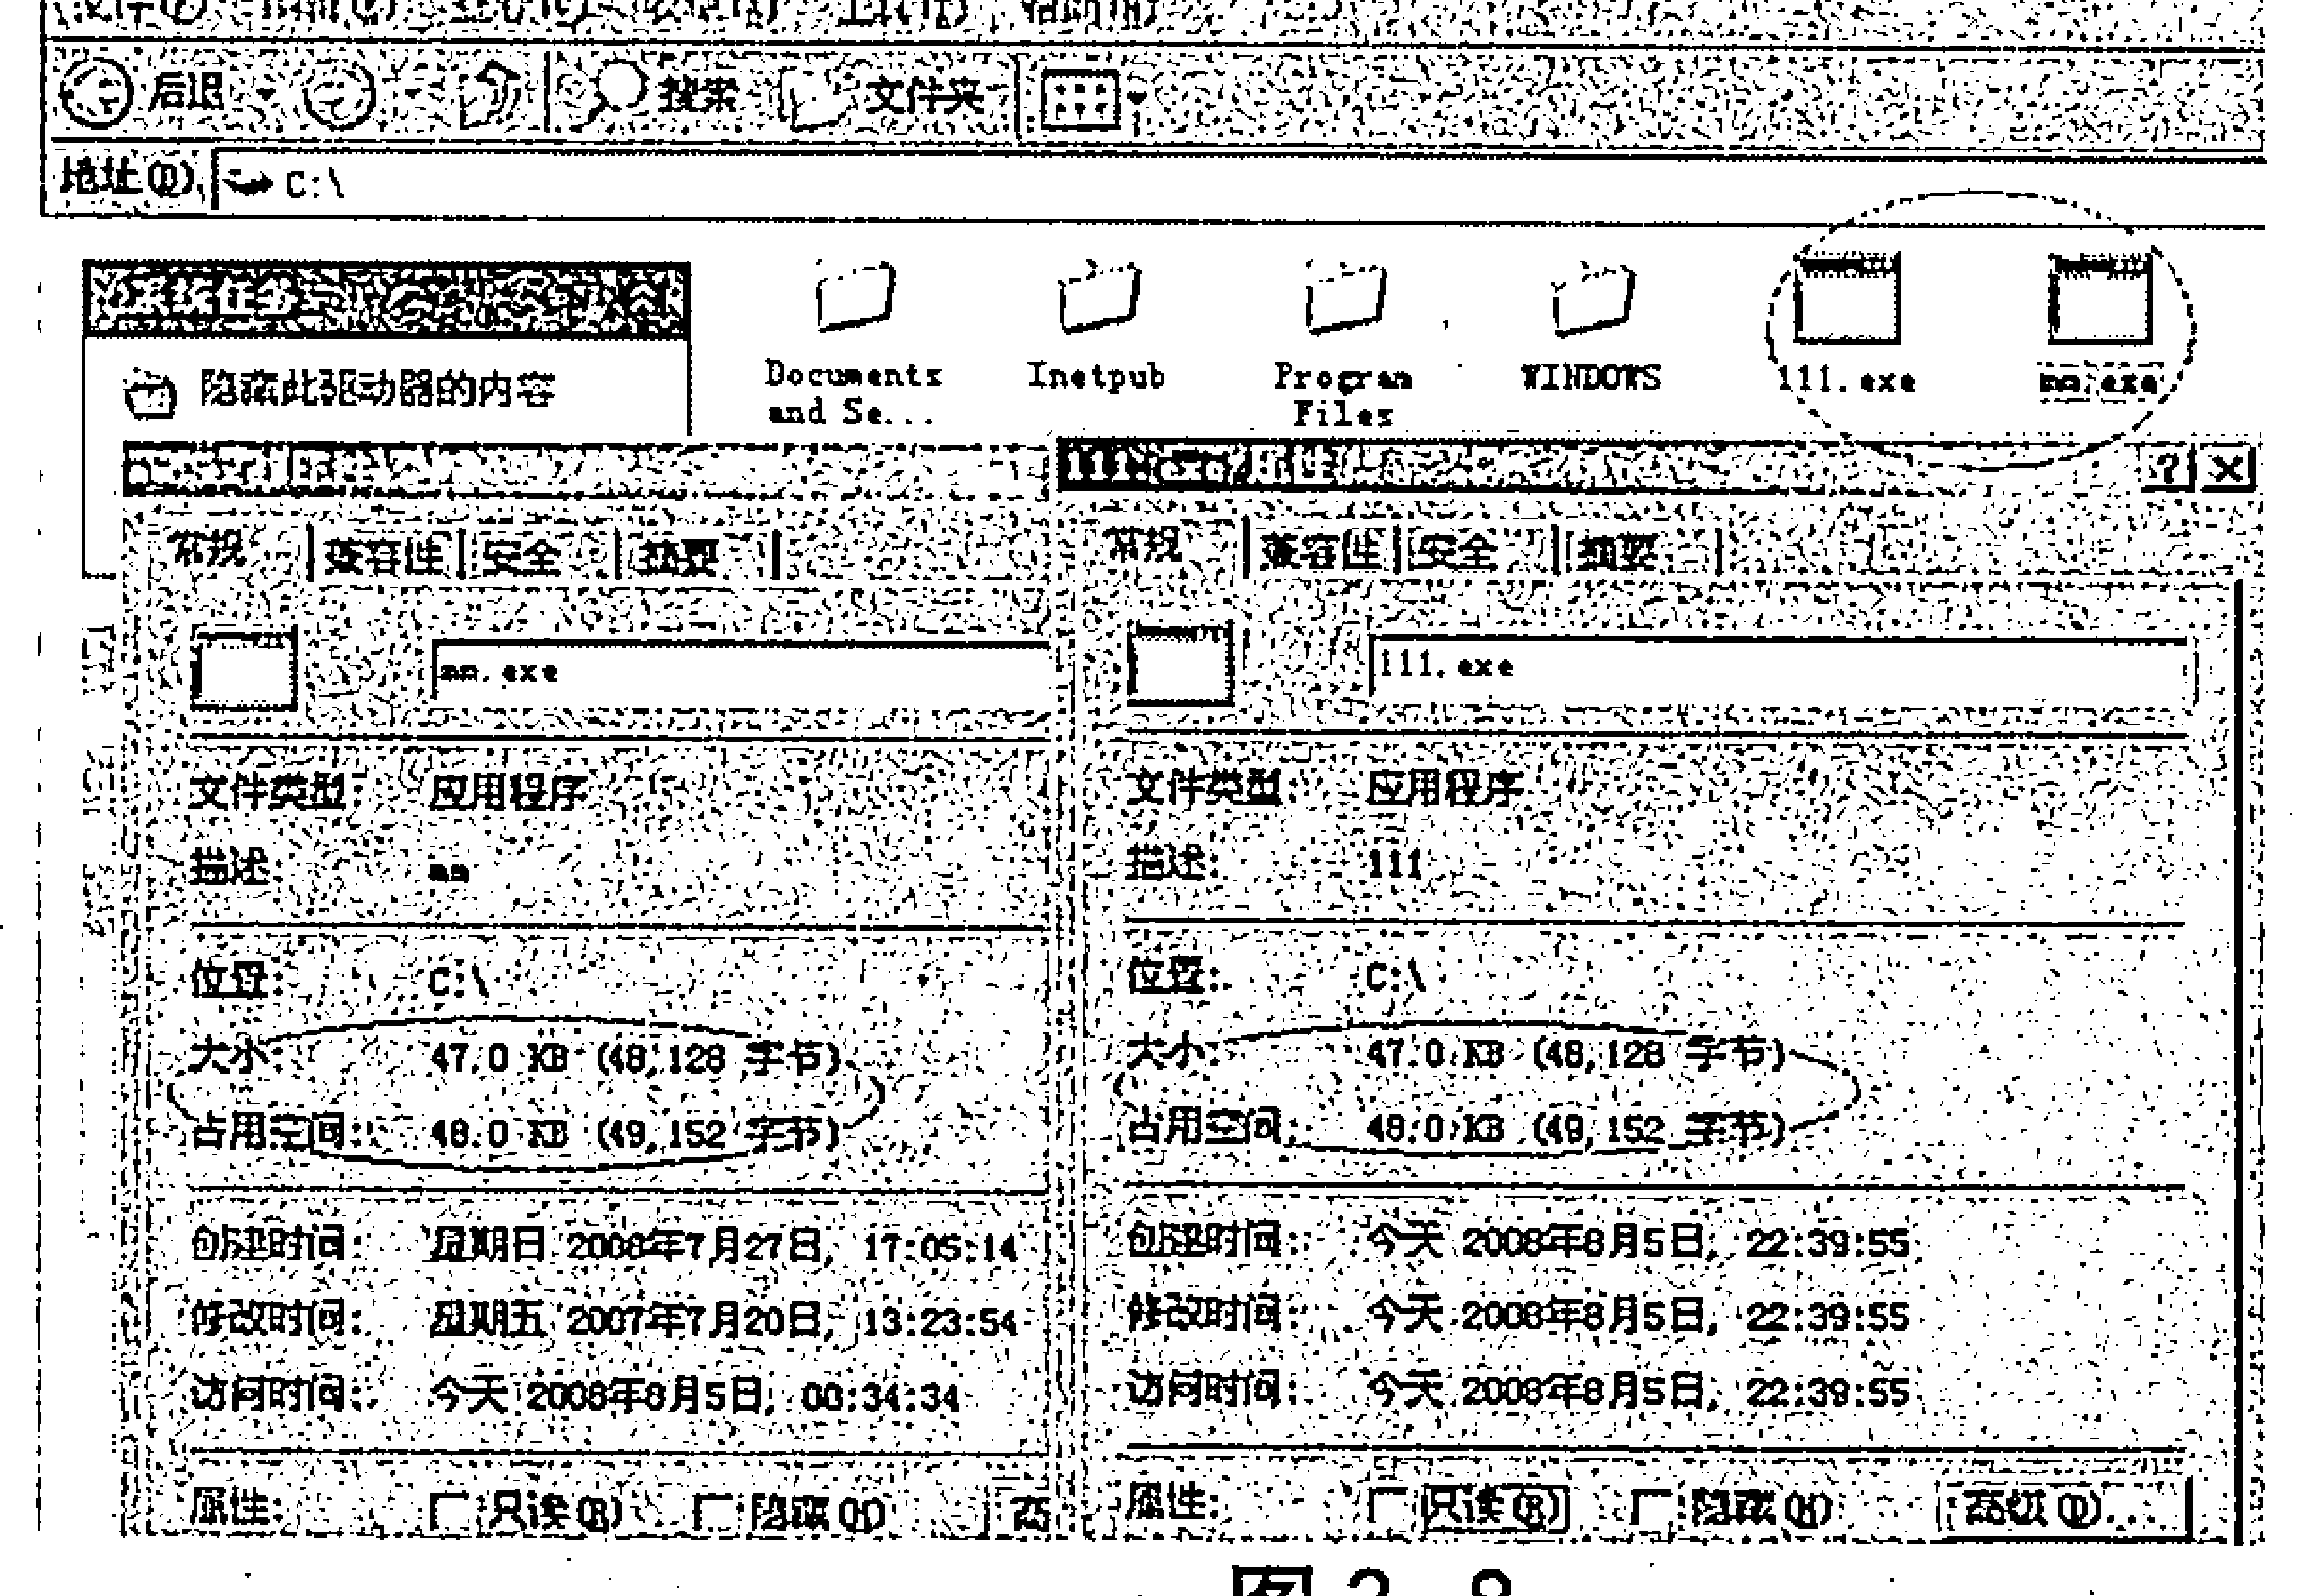 后退 搜索 文件夹
地址(D) C:\
系统任务
隐藏此驱动器的内容
Documents and Se...
Inetpub
Program Files
WINDOWS
111.exe
mm.exe
常规 兼容性 安全 摘要
mm.exe
文件类型: 应用程序
描述: mm
位置: C:\
大小: 47.0 KB (48,128 字节)
占用空间: 48.0 KB (49,152 字节)
创建时间: 星期日 2008年7月27日, 17:05:14
修改时间: 星期五 2007年7月20日, 13:23:54
访问时间: 今天 2008年8月5日, 00:34:34
属性: 只读(R) 隐藏(H)
111.exe 属性
常规 兼容性 安全 摘要
111.exe
文件类型: 应用程序
描述: 111
位置: C:\
大小: 47.0 KB (48,128 字节)
占用空间: 48.0 KB (49,152 字节)
创建时间: 今天 2008年8月5日, 22:39:55
修改时间: 今天 2008年8月5日, 22:39:55
访问时间: 今天 2008年8月5日, 22:39:55
属性: 只读(R) 隐藏(H) 高级(D)...